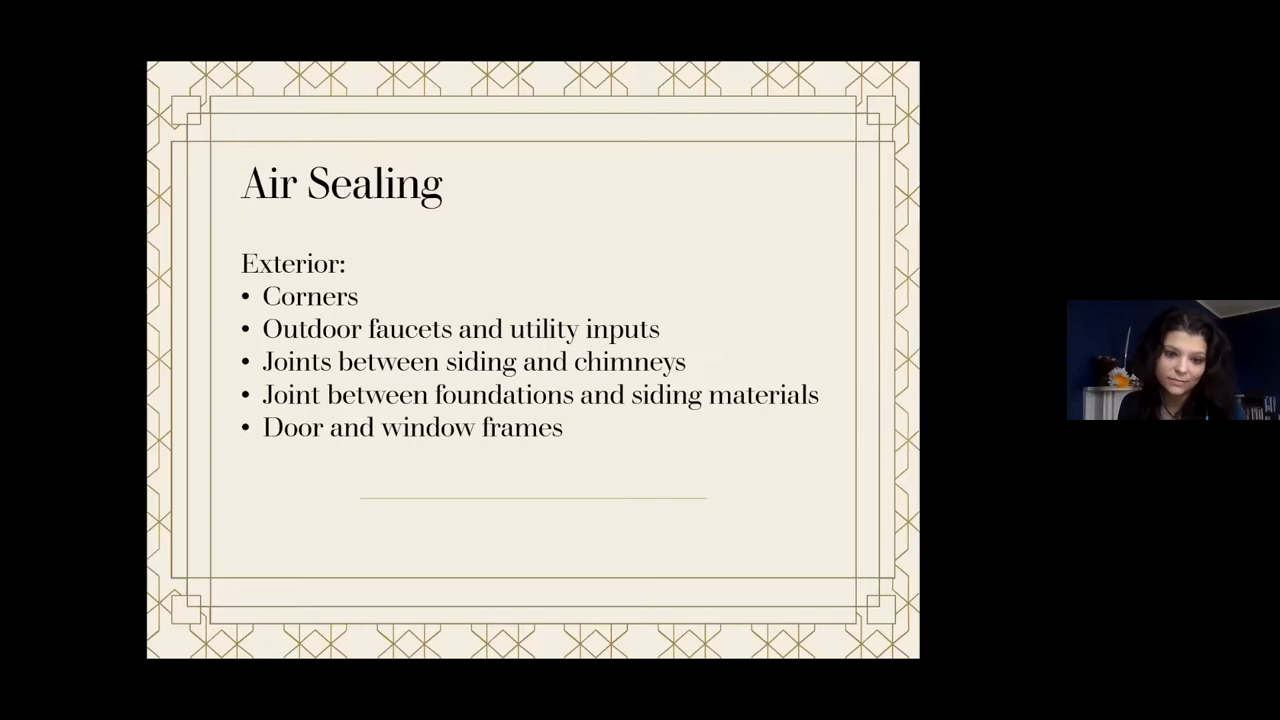 Air Sealing
Exterior:
• Corners
• Outdoor faucets and utility inputs
• Joints between siding and chimneys
• Joint between foundations and siding materials
• Door and window frames